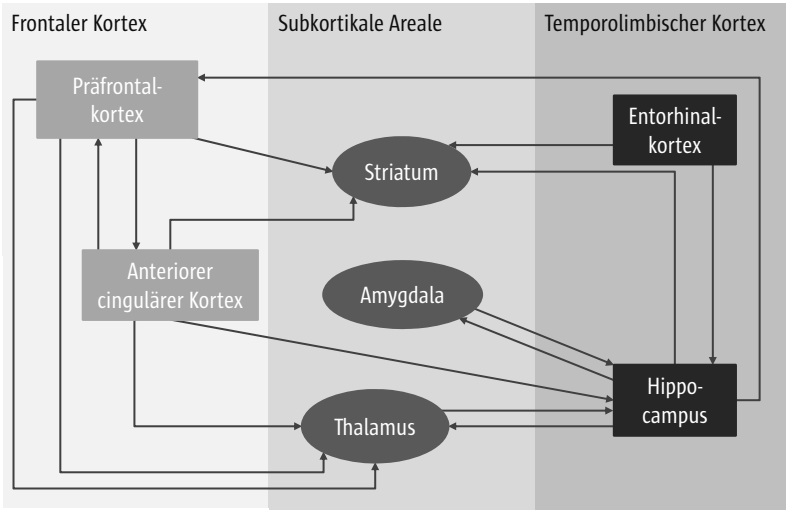 Frontaler Kortex
Subkortikale Areale
Temporolimbischer Kortex
Präfrontal-
kortex
Entorhinal-
kortex
Striatum
Anteriorer
cingulärer Kortex
Amygdala
Hippo-
campus
Thalamus